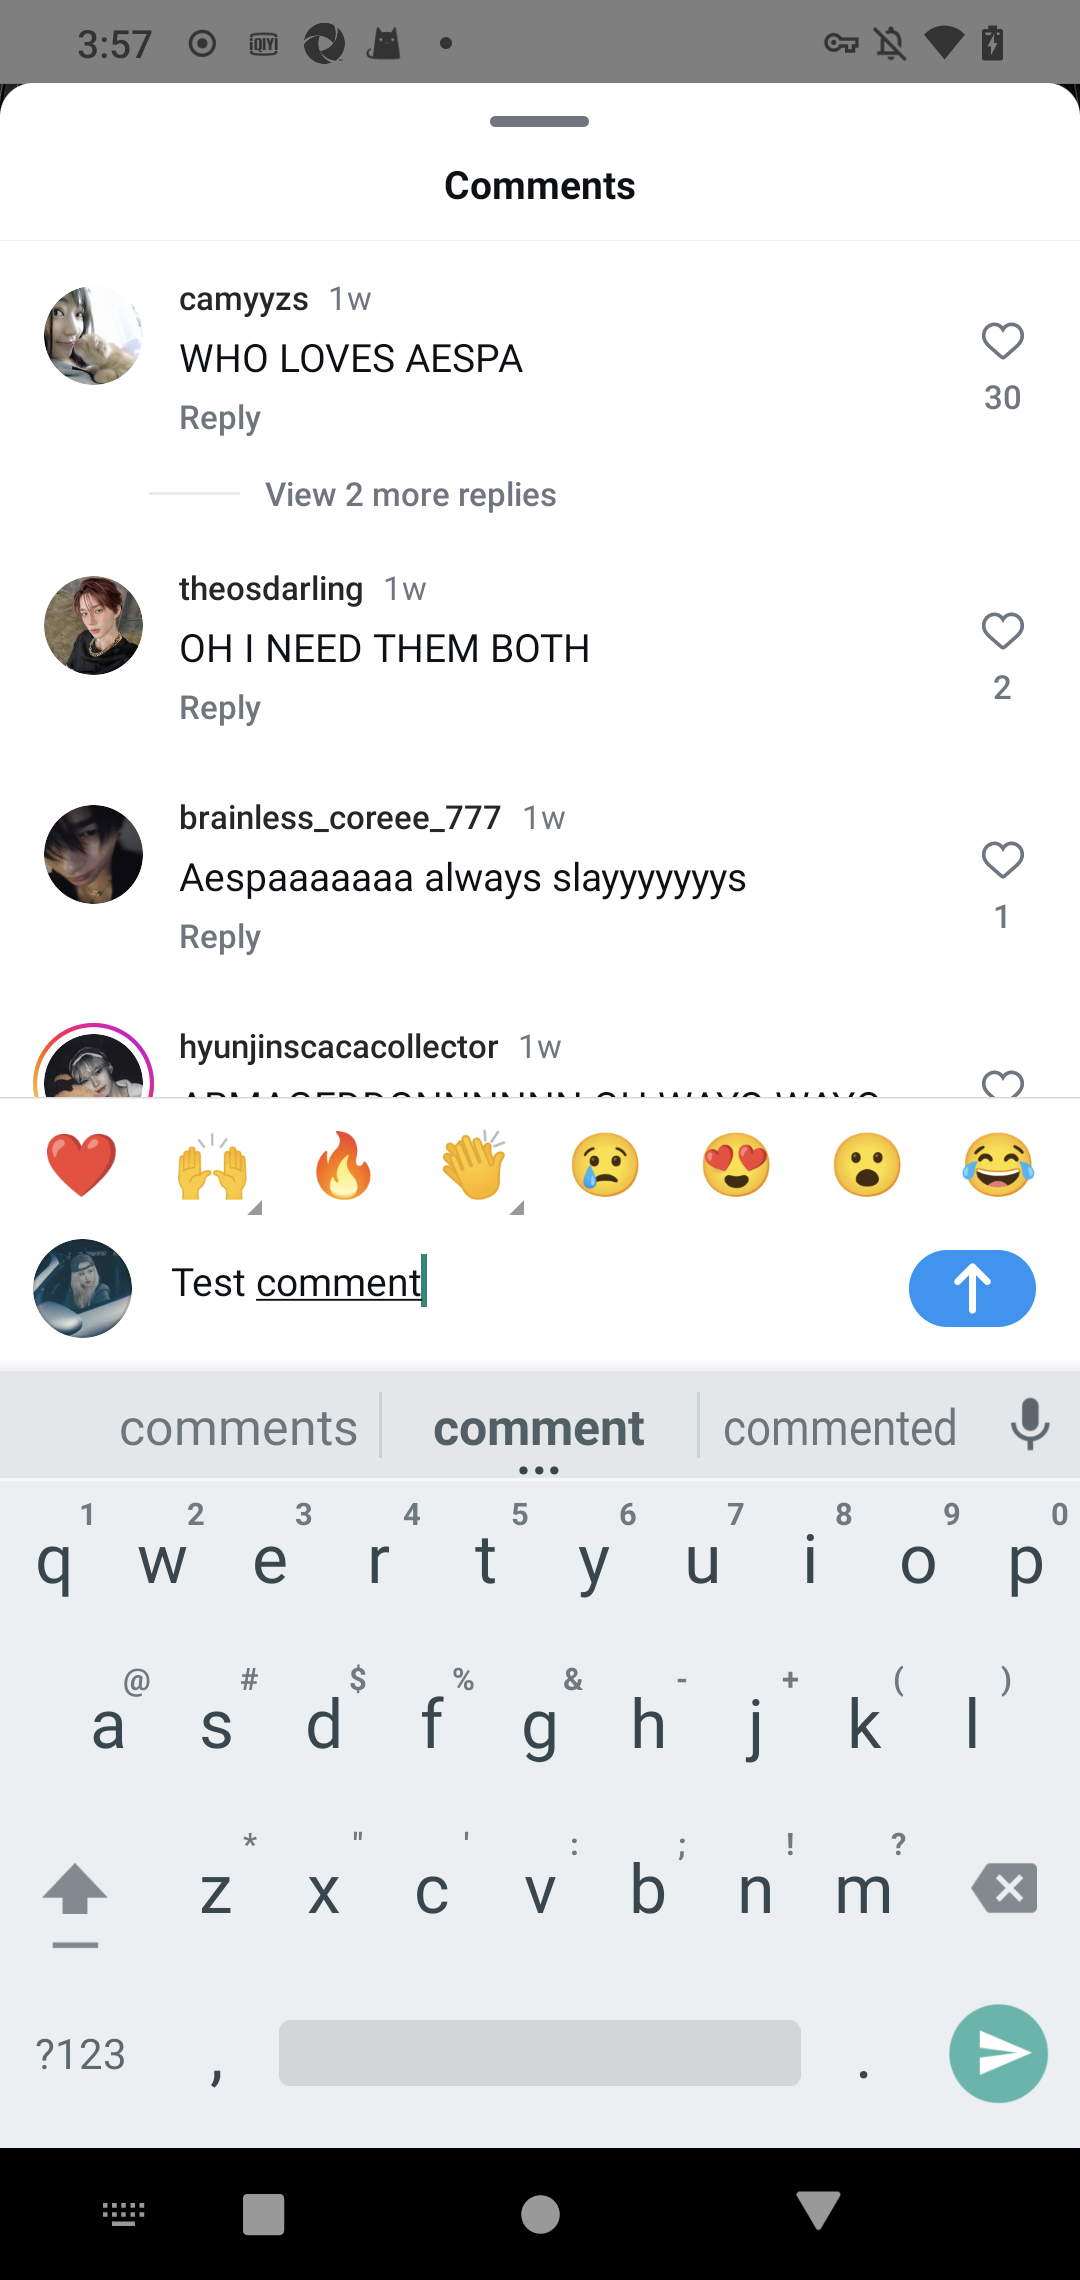 3:57
iQIYI
Comments
camyyzs 1w
WHO LOVES AESPA
30
Reply
View 2 more replies
theosdarling 1w
OH I NEED THEM BOTH
2
Reply
brainless_coreee_777 1w
Aespaaaaaaa always slayyyyyyys
1
Reply
hyunjinscacacollector 1w
Test comment
comments comment commented
1 2 3 4 5 6 7 8 9 0
q w e r t y u i o p
@ # $ % & - + ( )
a s d f g h j k l
* " ' : ; ! ?
z x c v b n m
?123 , .